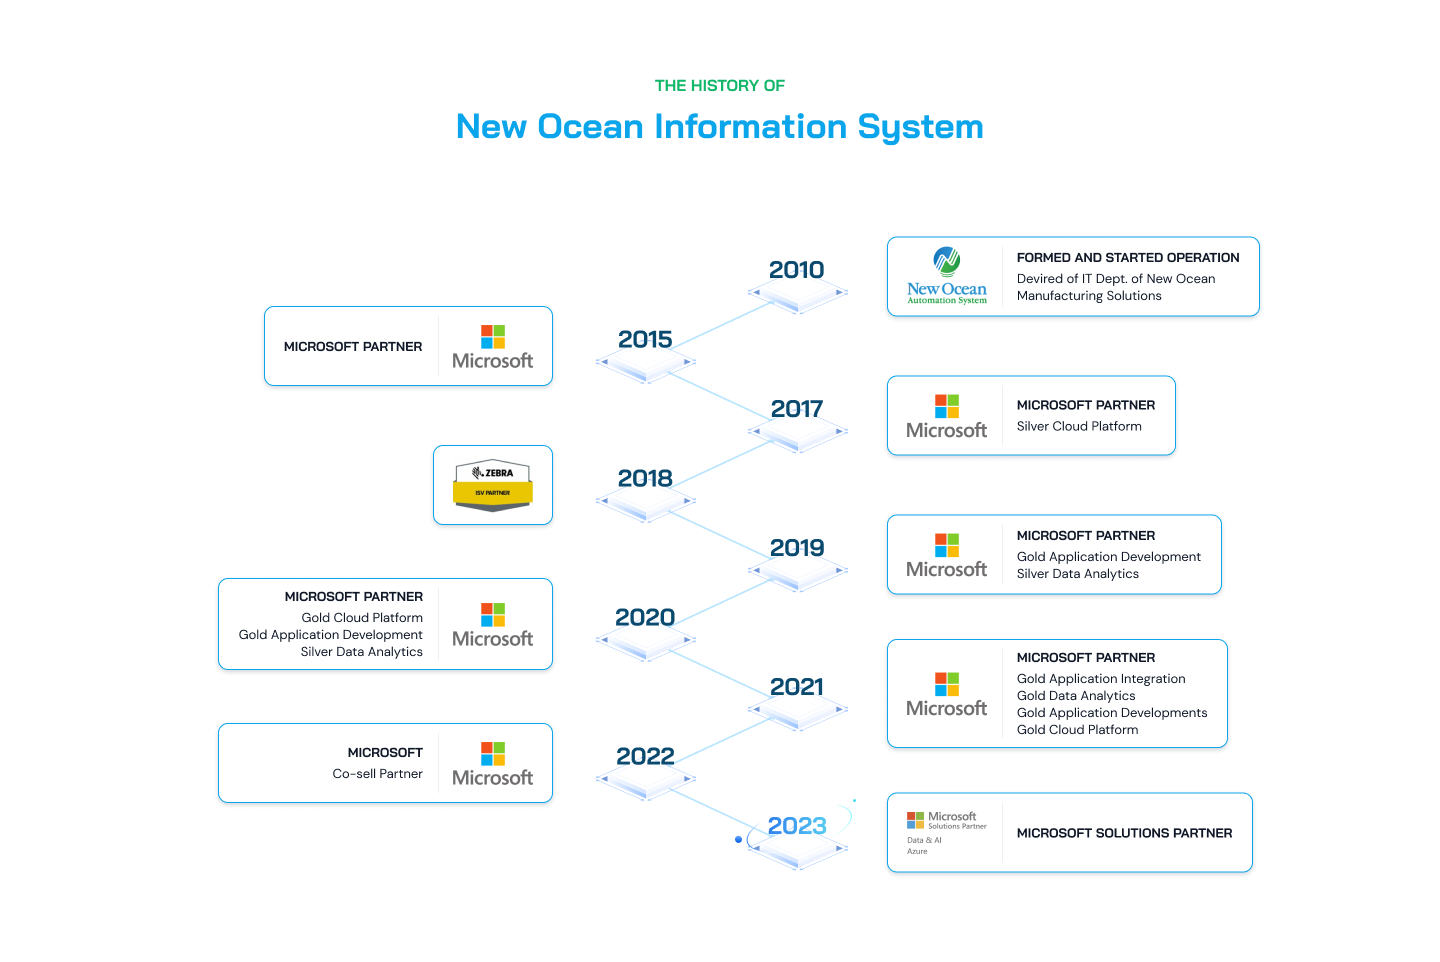 THE HISTORY OF
New Ocean Information System
2010
New Ocean
Automation System
FORMED AND STARTED OPERATION
Devired of IT Dept. of New Ocean
Manufacturing Solutions
2015
MICROSOFT PARTNER
Microsoft
2017
Microsoft
MICROSOFT PARTNER
Silver Cloud Platform
2018
ZEBRA
ISV PARTNER
2019
Microsoft
MICROSOFT PARTNER
Gold Application Development
Silver Data Analytics
2020
MICROSOFT PARTNER
Gold Cloud Platform
Gold Application Development
Silver Data Analytics
Microsoft
2021
Microsoft
MICROSOFT PARTNER
Gold Application Integration
Gold Data Analytics
Gold Application Developments
Gold Cloud Platform
2022
MICROSOFT
Co-sell Partner
Microsoft
2023
Microsoft
Solutions Partner
Data & AI
Azure
MICROSOFT SOLUTIONS PARTNER